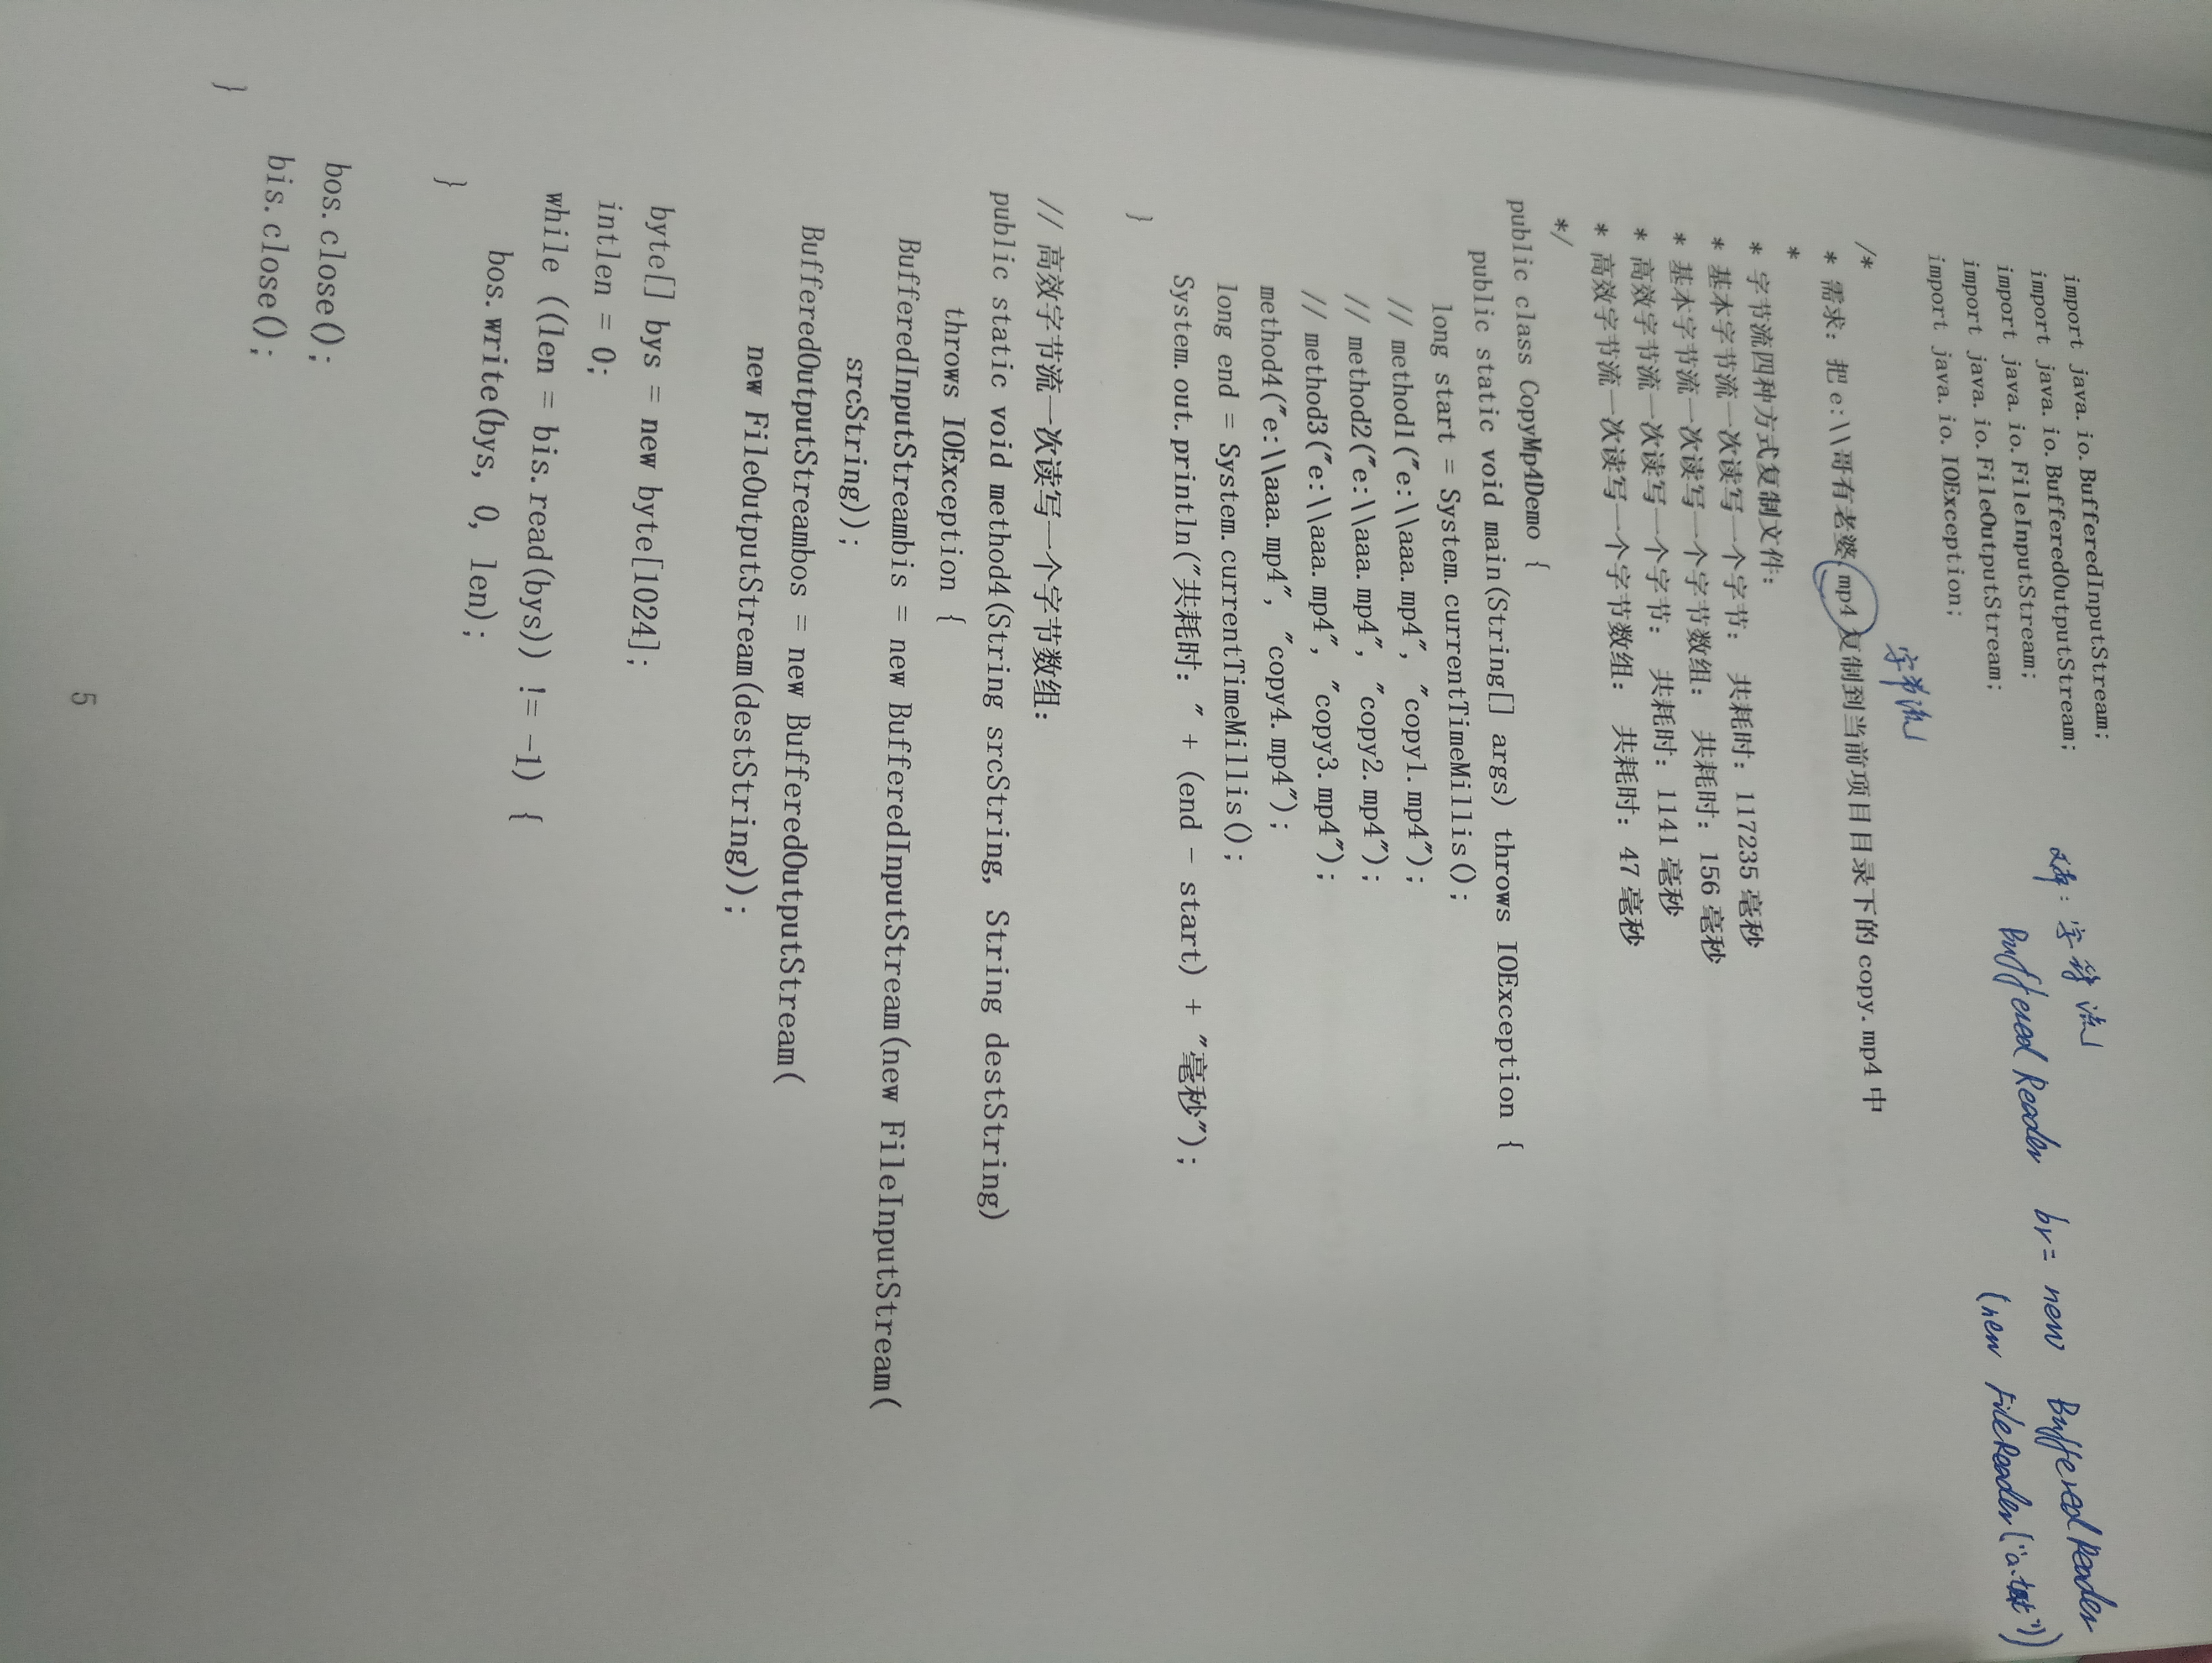 import java.io.BufferedInputStream;
import java.io.BufferedOutputStream;
import java.io.FileInputStream;
import java.io.FileOutputStream;
import java.io.IOException;
字符流
BufferedReader br = new BufferedReader
(new FileReader("a.txt"))
字节流
/*
* 需求: 把 e:\\哥有老婆.mp4 复制到当前项目目录下的 copy.mp4 中
*
* 字节流四种方式复制文件:
* 基本字节流一次读写一个字节: 共耗时: 117235 毫秒
* 基本字节流一次读写一个字节数组: 共耗时: 156 毫秒
* 高效字节流一次读写一个字节: 共耗时: 1141 毫秒
* 高效字节流一次读写一个字节数组: 共耗时: 47 毫秒
*/
public class CopyMp4Demo {
public static void main(String[] args) throws IOException {
long start = System.currentTimeMillis();
// method1("e:\\aaa.mp4", "copy1.mp4");
// method2("e:\\aaa.mp4", "copy2.mp4");
// method3("e:\\aaa.mp4", "copy3.mp4");
method4("e:\\aaa.mp4", "copy4.mp4");
long end = System.currentTimeMillis();
System.out.println("共耗时: " + (end - start) + "毫秒");
}
// 高效字节流一次读写一个字节数组:
public static void method4(String srcString, String destString)
throws IOException {
BufferedInputStreambis = new BufferedInputStream(new FileInputStream(
srcString));
BufferedOutputStreambos = new BufferedOutputStream(
new FileOutputStream(destString));
byte[] bys = new byte[1024];
intlen = 0;
while ((len = bis.read(bys)) != -1) {
bos.write(bys, 0, len);
}
bos.close();
bis.close();
}
5